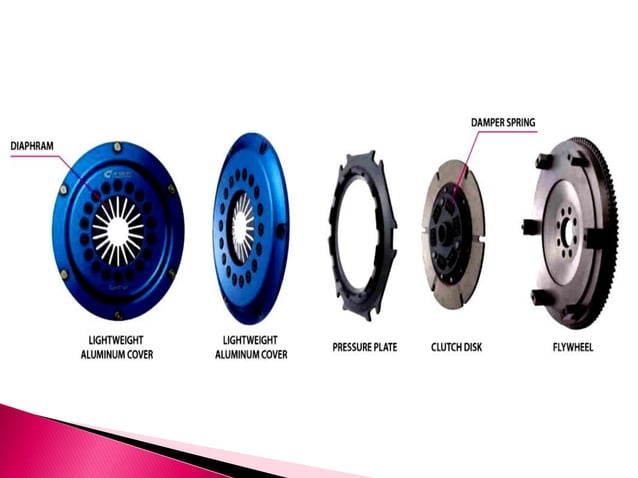 DAMPER SPRING
DIAPHRAM
LIGHTWEIGHT
ALUMINUM COVER
LIGHTWEIGHT
ALUMINUM COVER
PRESSURE PLATE
CLUTCH DISK
FLYWHEEL